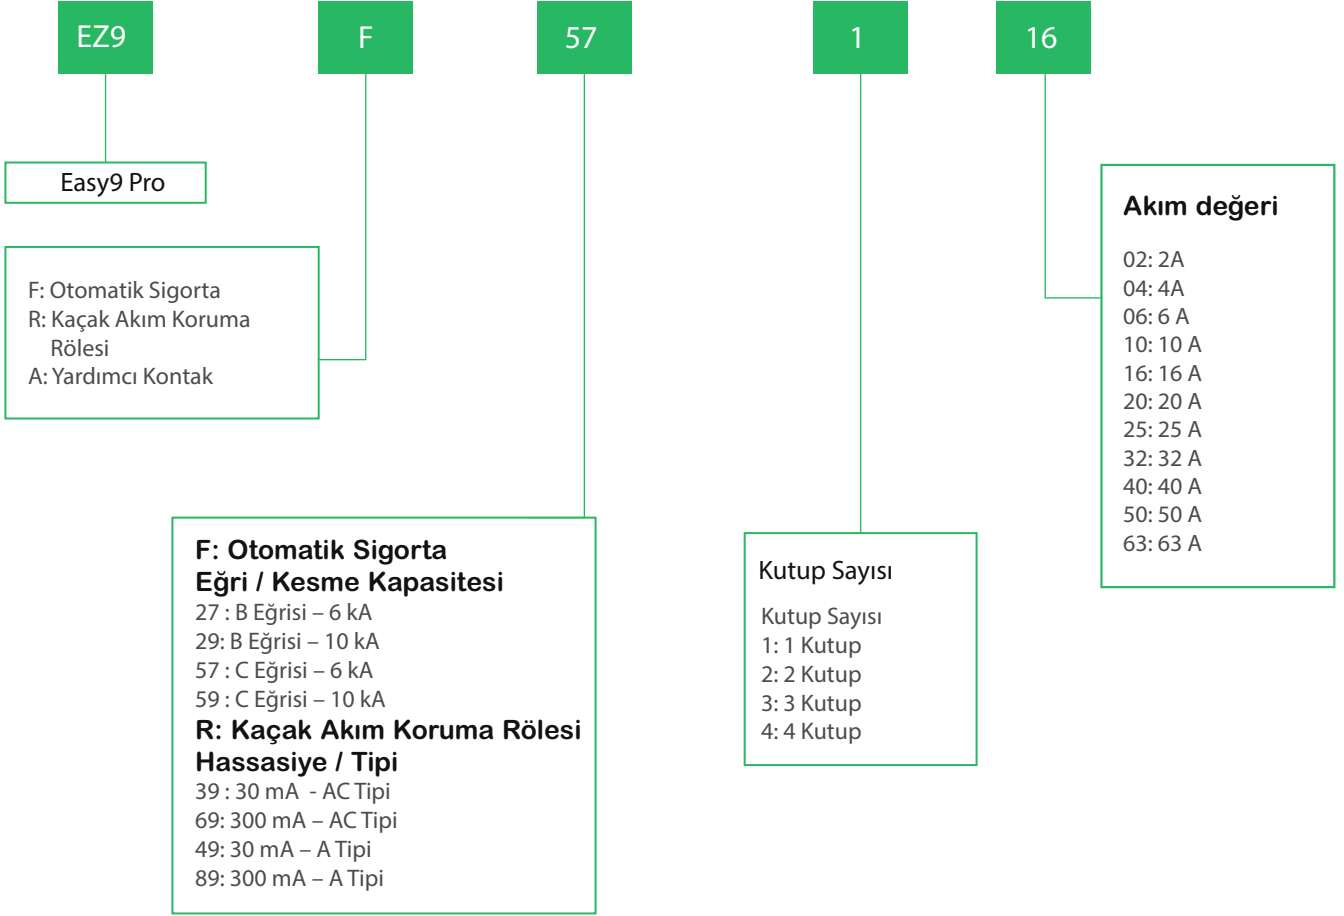 EZ9
F
57
1
16
Easy9 Pro
F: Otomatik Sigorta
R: Kaçak Akım Koruma
Rölesi
A: Yardımcı Kontak
F: Otomatik Sigorta
Eğri / Kesme Kapasitesi
27 : B Eğrisi – 6 kA
29: B Eğrisi – 10 kA
57 : C Eğrisi – 6 kA
59 : C Eğrisi – 10 kA
R: Kaçak Akım Koruma Rölesi
Hassasiye / Tipi
39 : 30 mA - AC Tipi
69: 300 mA – AC Tipi
49: 30 mA – A Tipi
89: 300 mA – A Tipi
Kutup Sayısı
Kutup Sayısı
1: 1 Kutup
2: 2 Kutup
3: 3 Kutup
4: 4 Kutup
Akım değeri
02: 2A
04: 4A
06: 6 A
10: 10 A
16: 16 A
20: 20 A
25: 25 A
32: 32 A
40: 40 A
50: 50 A
63: 63 A